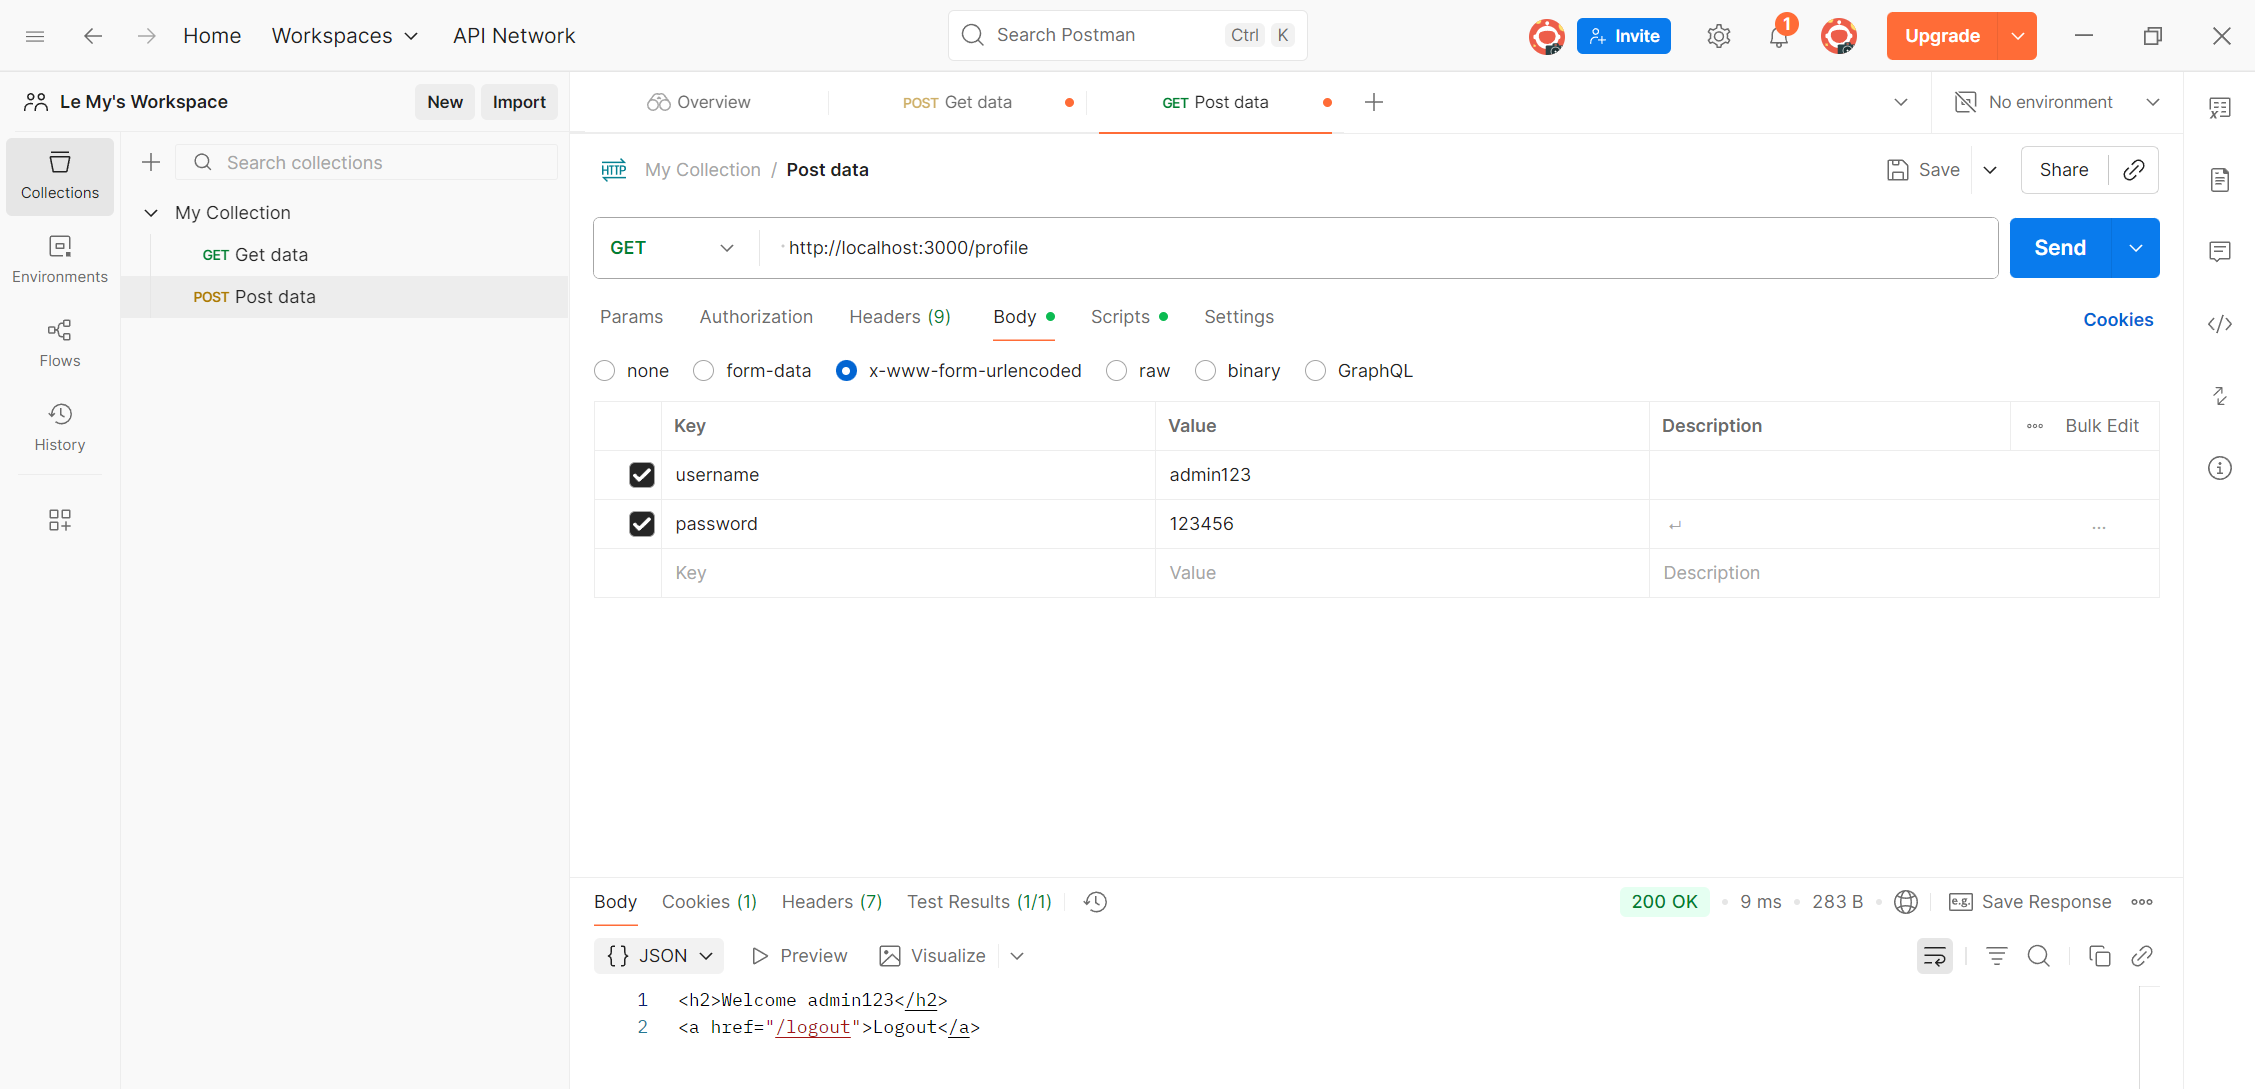 Home Workspaces API Network Search Postman Ctrl K Invite 1 Upgrade
Le My's Workspace New Import Overview POST Get data GET Post data No environment
Search collections
Collections
Environments
Flows
History
My Collection
GET Get data
POST Post data
HTTP My Collection / Post data Save Share
GET http://localhost:3000/profile Send
Params Authorization Headers (9) Body Scripts Settings Cookies
none form-data x-www-form-urlencoded raw binary GraphQL
Key Value Description Bulk Edit
username admin123
password 123456
Key Value Description
Body Cookies (1) Headers (7) Test Results (1/1) 200 OK 9 ms 283 B e.g. Save Response
{} JSON Preview Visualize
1 <h2>Welcome admin123</h2>
2 <a href="/logout">Logout</a>